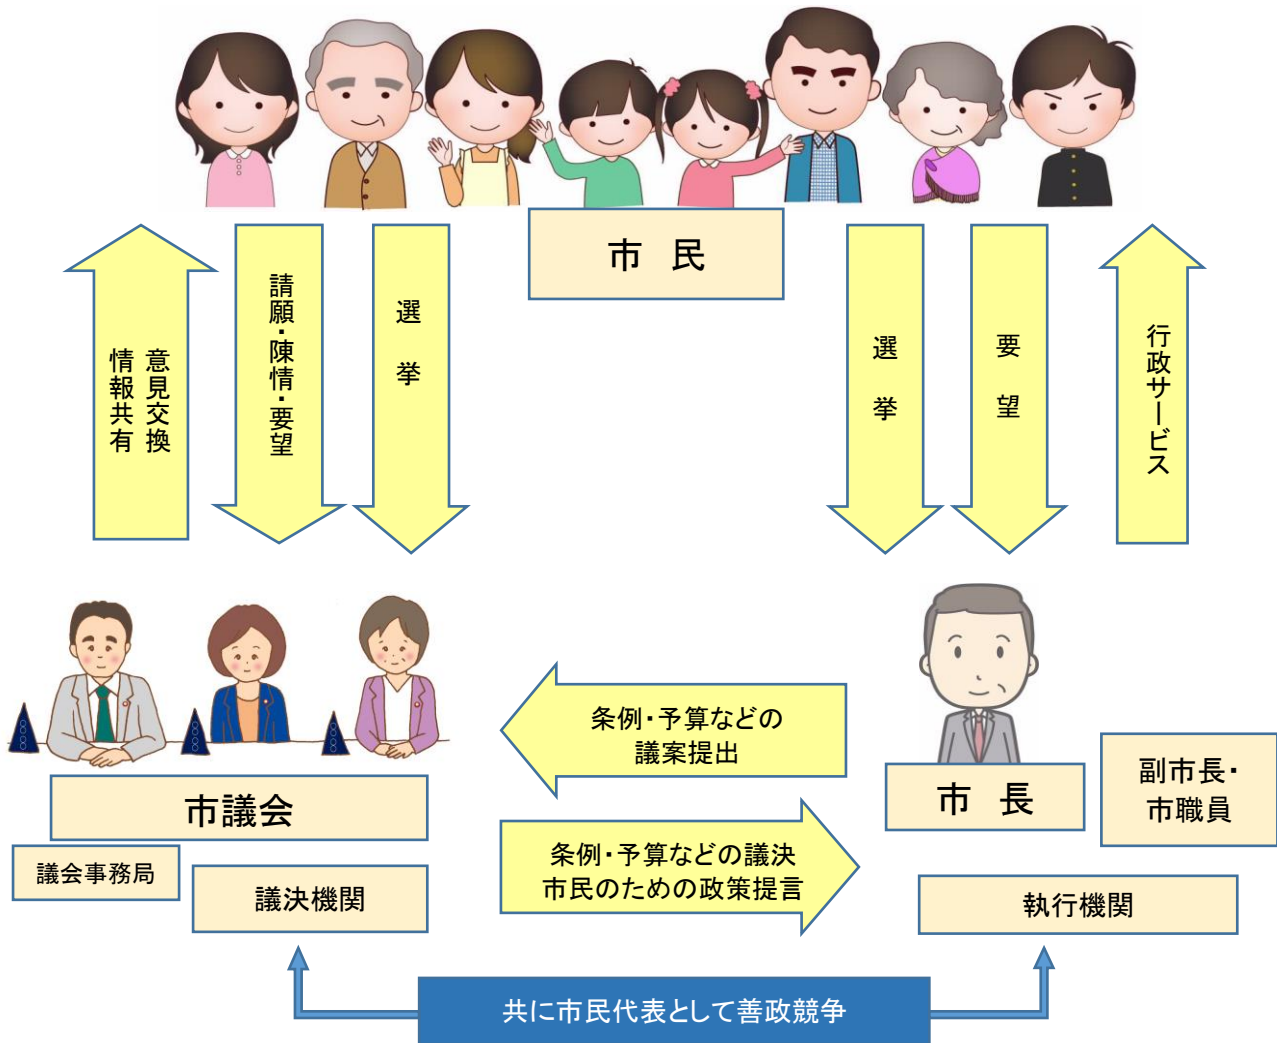 市　民
意見交換
情報共有
請願・陳情・要望
選　挙
選　挙
要　望
行政サービス
条例・予算などの
議案提出
市議会
議会事務局
議決機関
条例・予算などの議決
市民のための政策提言
市　長
副市長・
市職員
執行機関
共に市民代表として善政競争